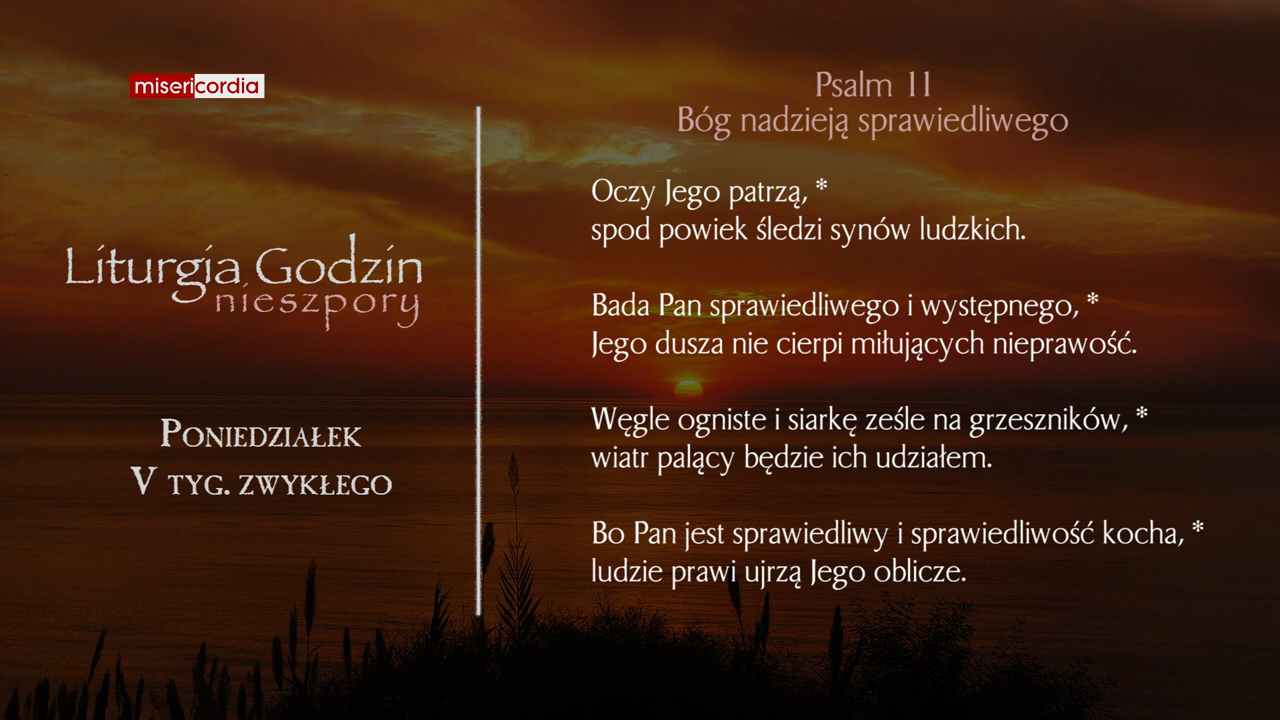 misericordia
Liturgia Godzin
nieszpory
Poniedziałek
V tyg. zwykłego
Psalm 11
Bóg nadzieją sprawiedliwego
Oczy Jego patrzą, *
spod powiek śledzi synów ludzkich.
Bada Pan sprawiedliwego i występnego, *
Jego dusza nie cierpi miłujących nieprawość.
Węgle ogniste i siarkę ześle na grzeszników, *
wiatr palący będzie ich udziałem.
Bo Pan jest sprawiedliwy i sprawiedliwość kocha, *
ludzie prawi ujrzą Jego oblicze.